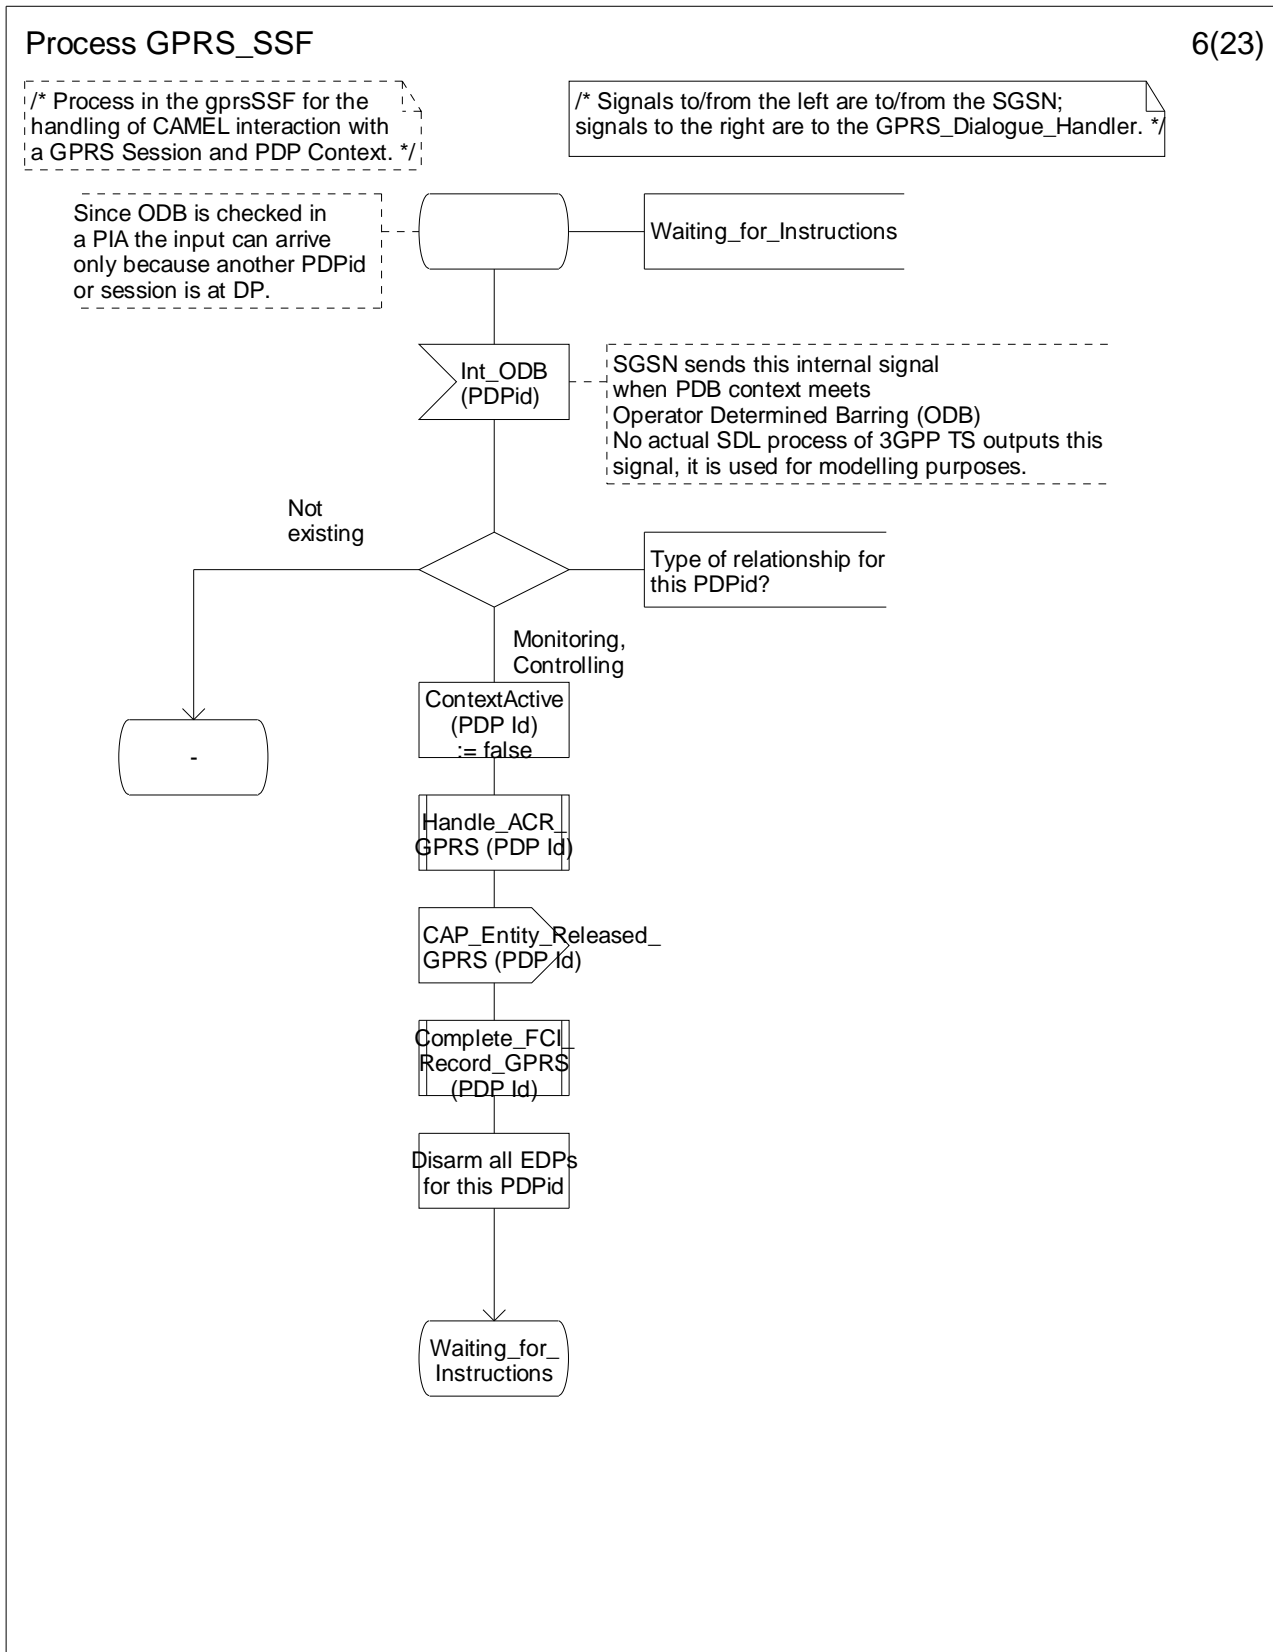 Process GPRS_SSF
6(23)
/* Process in the gprsSSF for the
handling of CAMEL interaction with
a GPRS Session and PDP Context. */
/* Signals to/from the left are to/from the SGSN;
signals to the right are to the GPRS_Dialogue_Handler. */
Since ODB is checked in
a PIA the input can arrive
only because another PDPid
or session is at DP.
Waiting_for_Instructions
Int_ODB
(PDPid)
SGSN sends this internal signal
when PDB context meets
Operator Determined Barring (ODB)
No actual SDL process of 3GPP TS outputs this
signal, it is used for modelling purposes.
Not
existing
Type of relationship for
this PDPid?
Monitoring,
Controlling
ContextActive
(PDP Id)
:= false
-
Handle_ACR_
GPRS (PDP Id)
CAP_Entity_Released_
GPRS (PDP Id)
Complete_FCI_
Record_GPRS
(PDP Id)
Disarm all EDPs
for this PDPid
Waiting_for_
Instructions